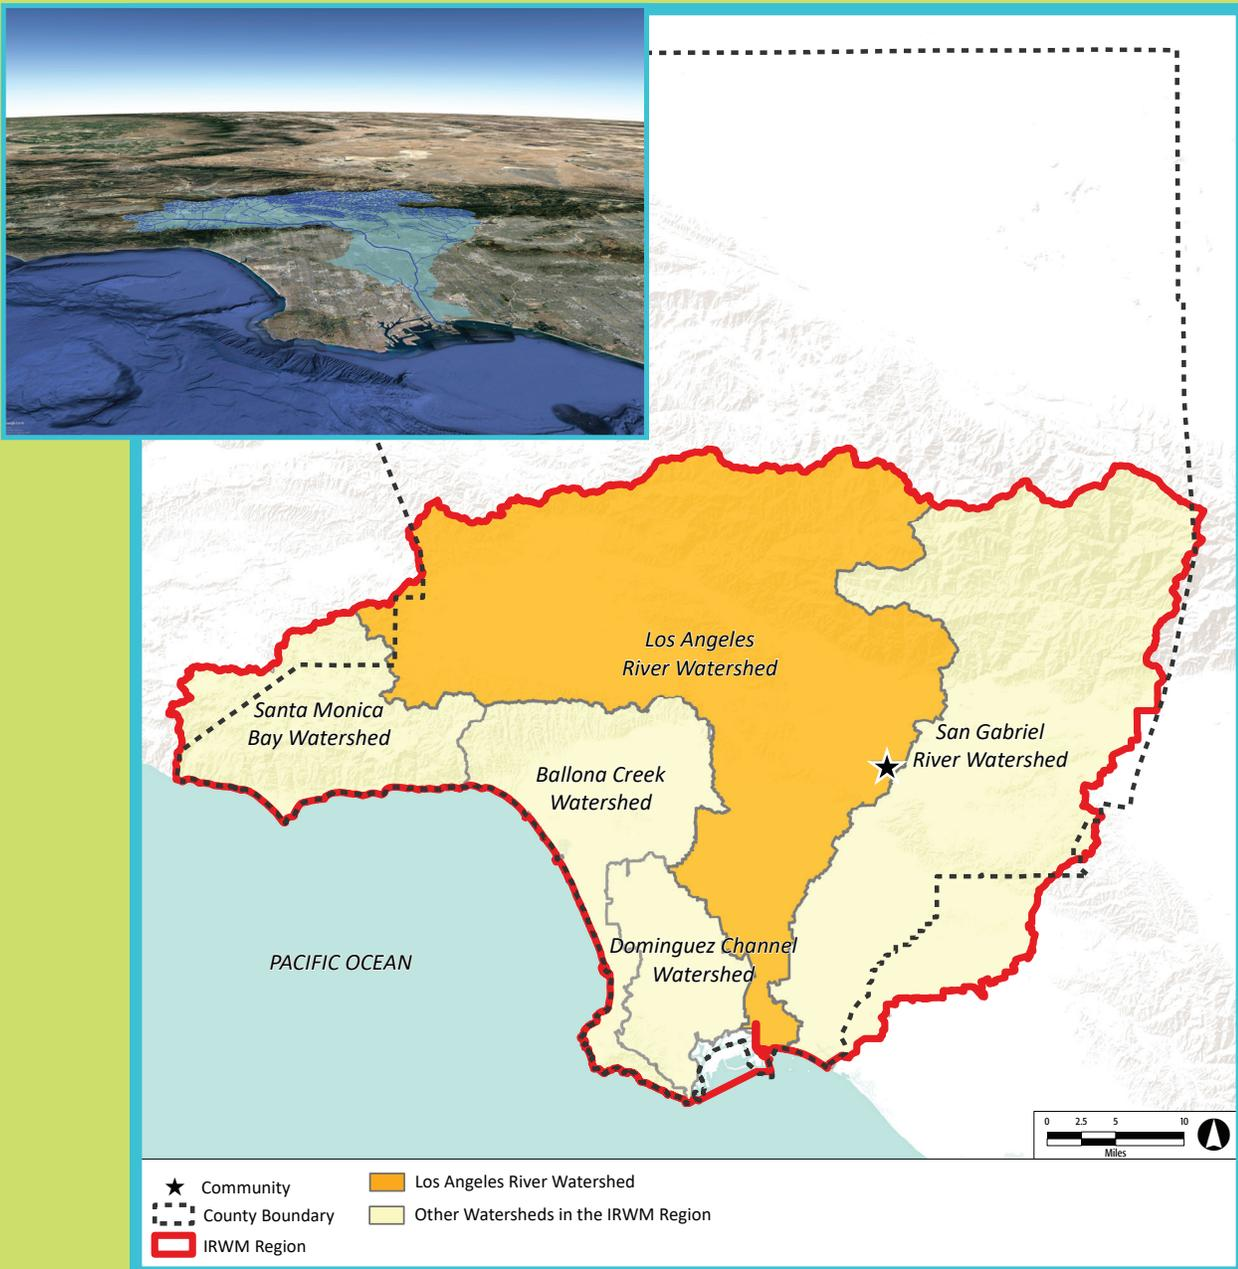 Los Angeles
River Watershed
Santa Monica
Bay Watershed
San Gabriel
River Watershed
Ballona Creek
Watershed
Dominguez Channel
Watershed
PACIFIC OCEAN
0 2.5 5 10
Miles
Community
County Boundary
IRWM Region
Los Angeles River Watershed
Other Watersheds in the IRWM Region